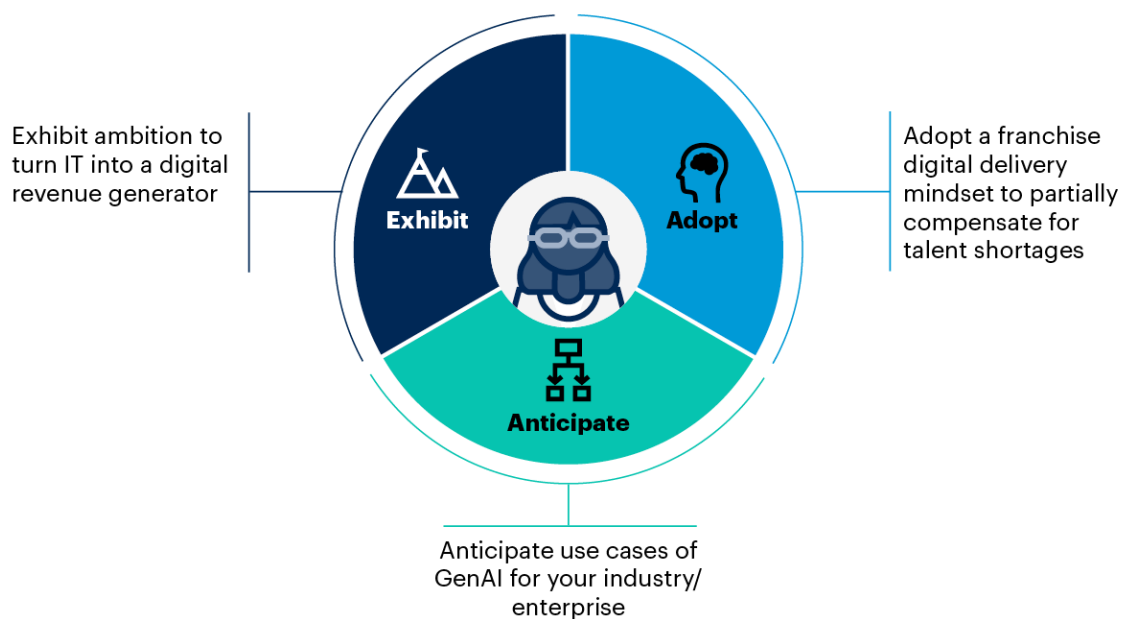 Exhibit ambition to
turn IT into a digital
revenue generator
Exhibit
Adopt
Adopt a franchise
digital delivery
mindset to partially
compensate for
talent shortages
Anticipate
Anticipate use cases of
GenAI for your industry/
enterprise